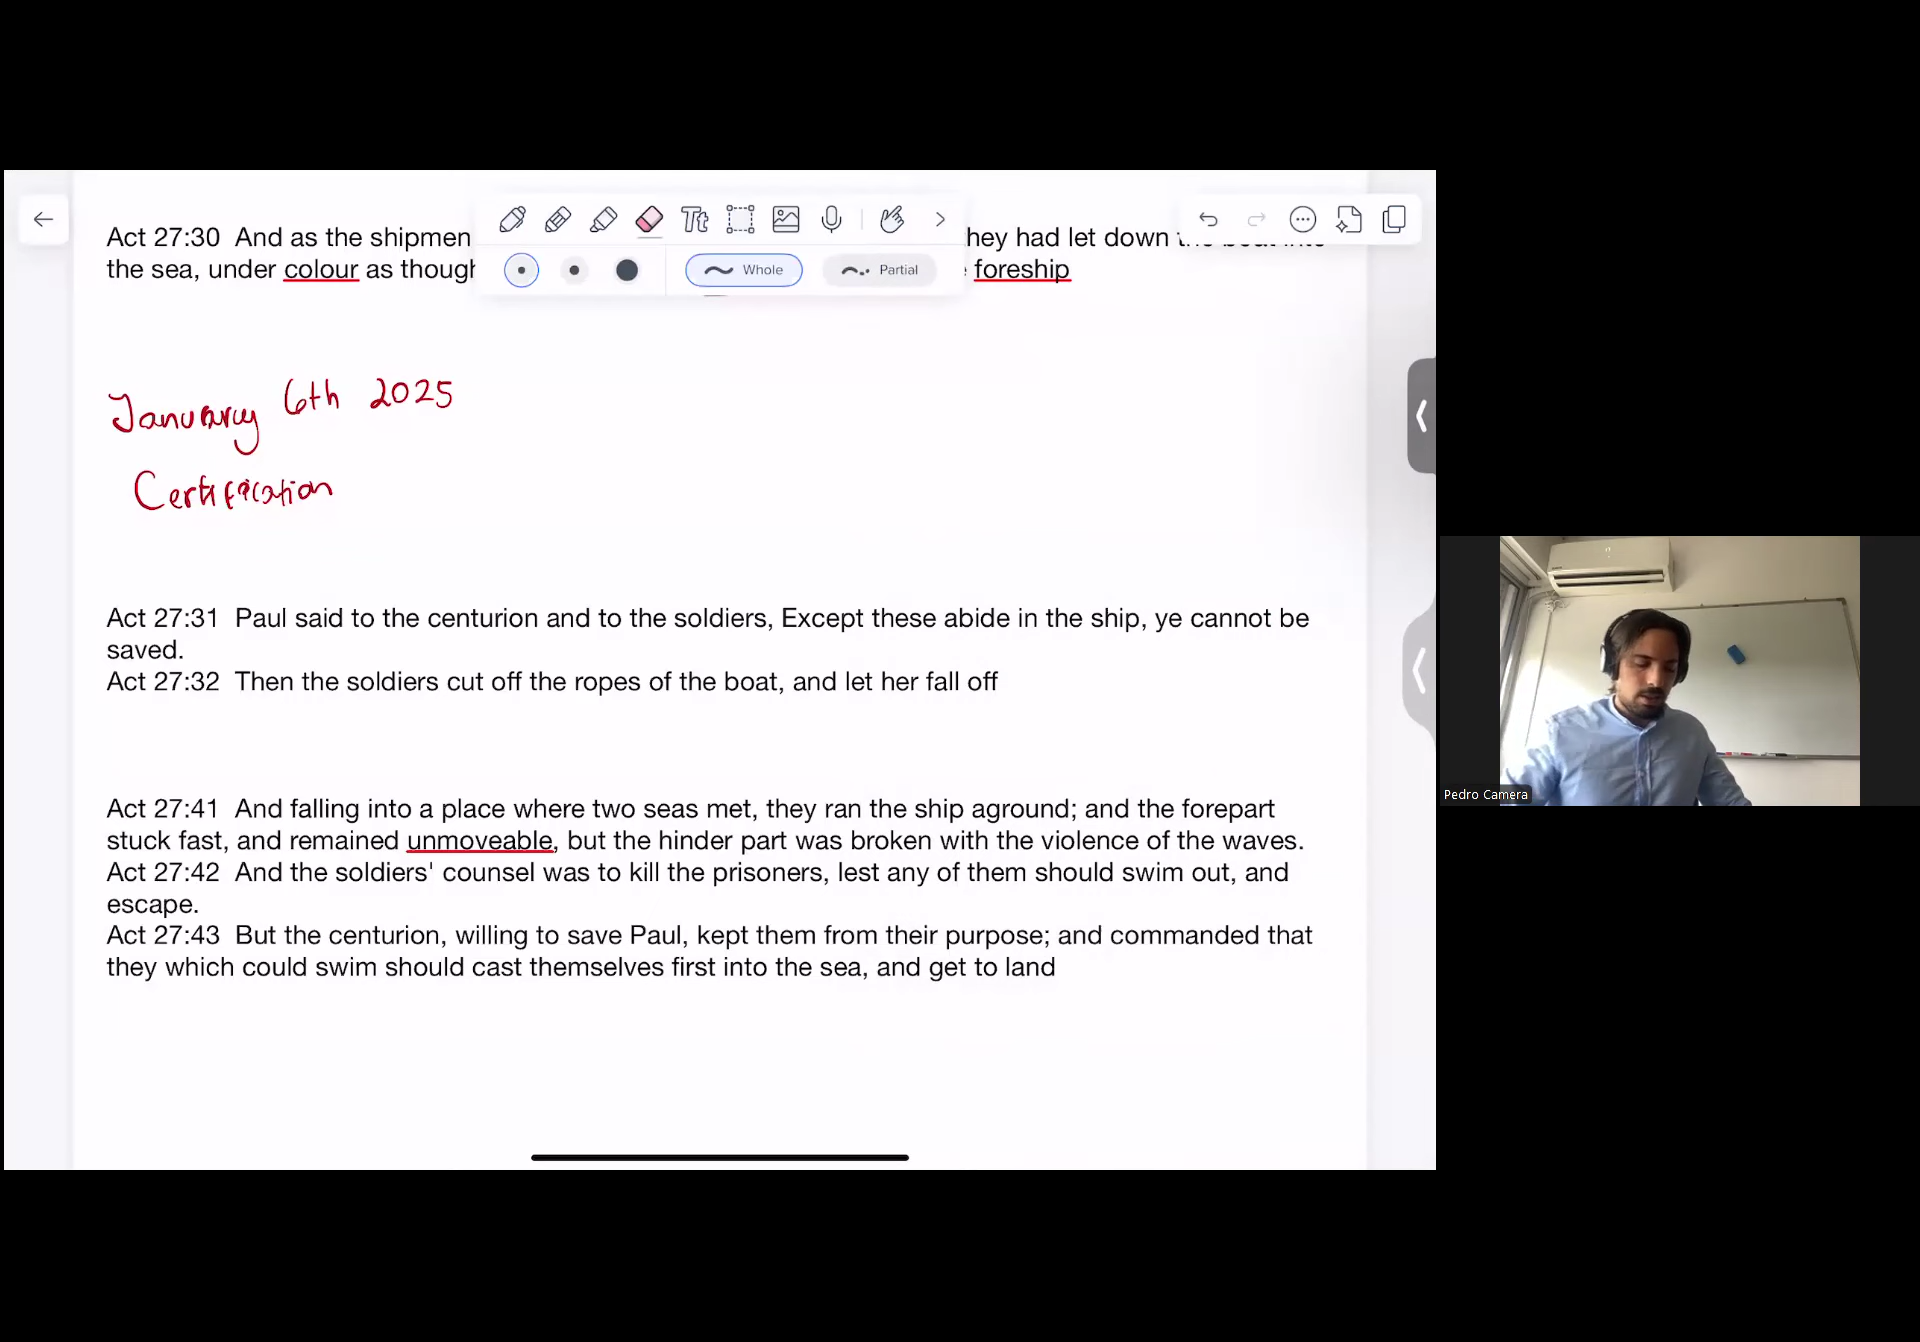 Act 27:30 And as the shipmen hey had let down
the sea, under colour as though foreship
Whole Partial
January 6th 2025
Certification
Act 27:31 Paul said to the centurion and to the soldiers, Except these abide in the ship, ye cannot be
saved.
Act 27:32 Then the soldiers cut off the ropes of the boat, and let her fall off
Act 27:41 And falling into a place where two seas met, they ran the ship aground; and the forepart
stuck fast, and remained unmoveable, but the hinder part was broken with the violence of the waves.
Act 27:42 And the soldiers' counsel was to kill the prisoners, lest any of them should swim out, and
escape.
Act 27:43 But the centurion, willing to save Paul, kept them from their purpose; and commanded that
they which could swim should cast themselves first into the sea, and get to land
Pedro Camera